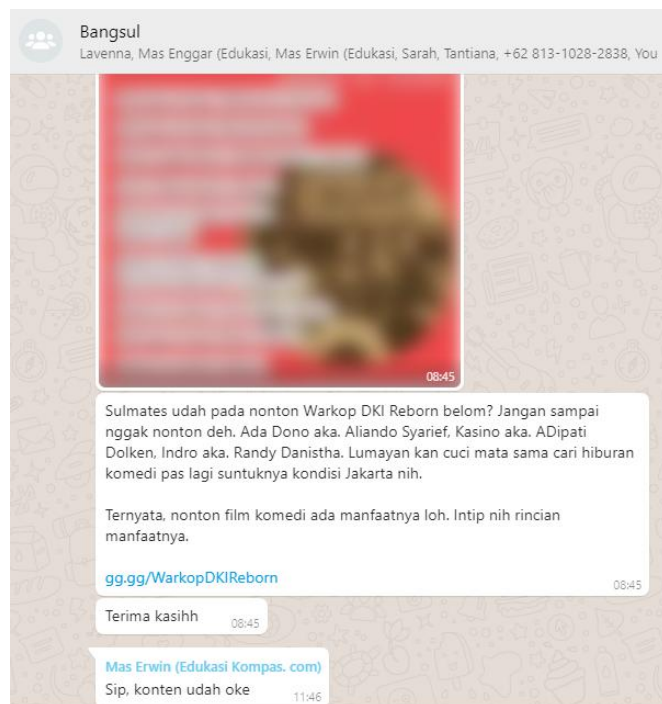 Bangsul
Lavenna, Mas Enggar (Edukasi, Mas Erwin (Edukasi, Sarah, Tantiana, +62 813-1028-2838, You
08:45
Sulmates udah pada nonton Warkop DKI Reborn belom? Jangan sampai
nggak nonton deh. Ada Dono aka. Aliando Syarief, Kasino aka. ADipati
Dolken, Indro aka. Randy Danistha. Lumayan kan cuci mata sama cari hiburan
komedi pas lagi suntuknya kondisi Jakarta nih.
Ternyata, nonton film komedi ada manfaatnya loh. Intip nih rincian
manfaatnya.
gg.gg/WarkopDKIReborn
08:45
Terima kasihh 08:45
Mas Erwin (Edukasi Kompas. com)
Sip, konten udah oke 11:46